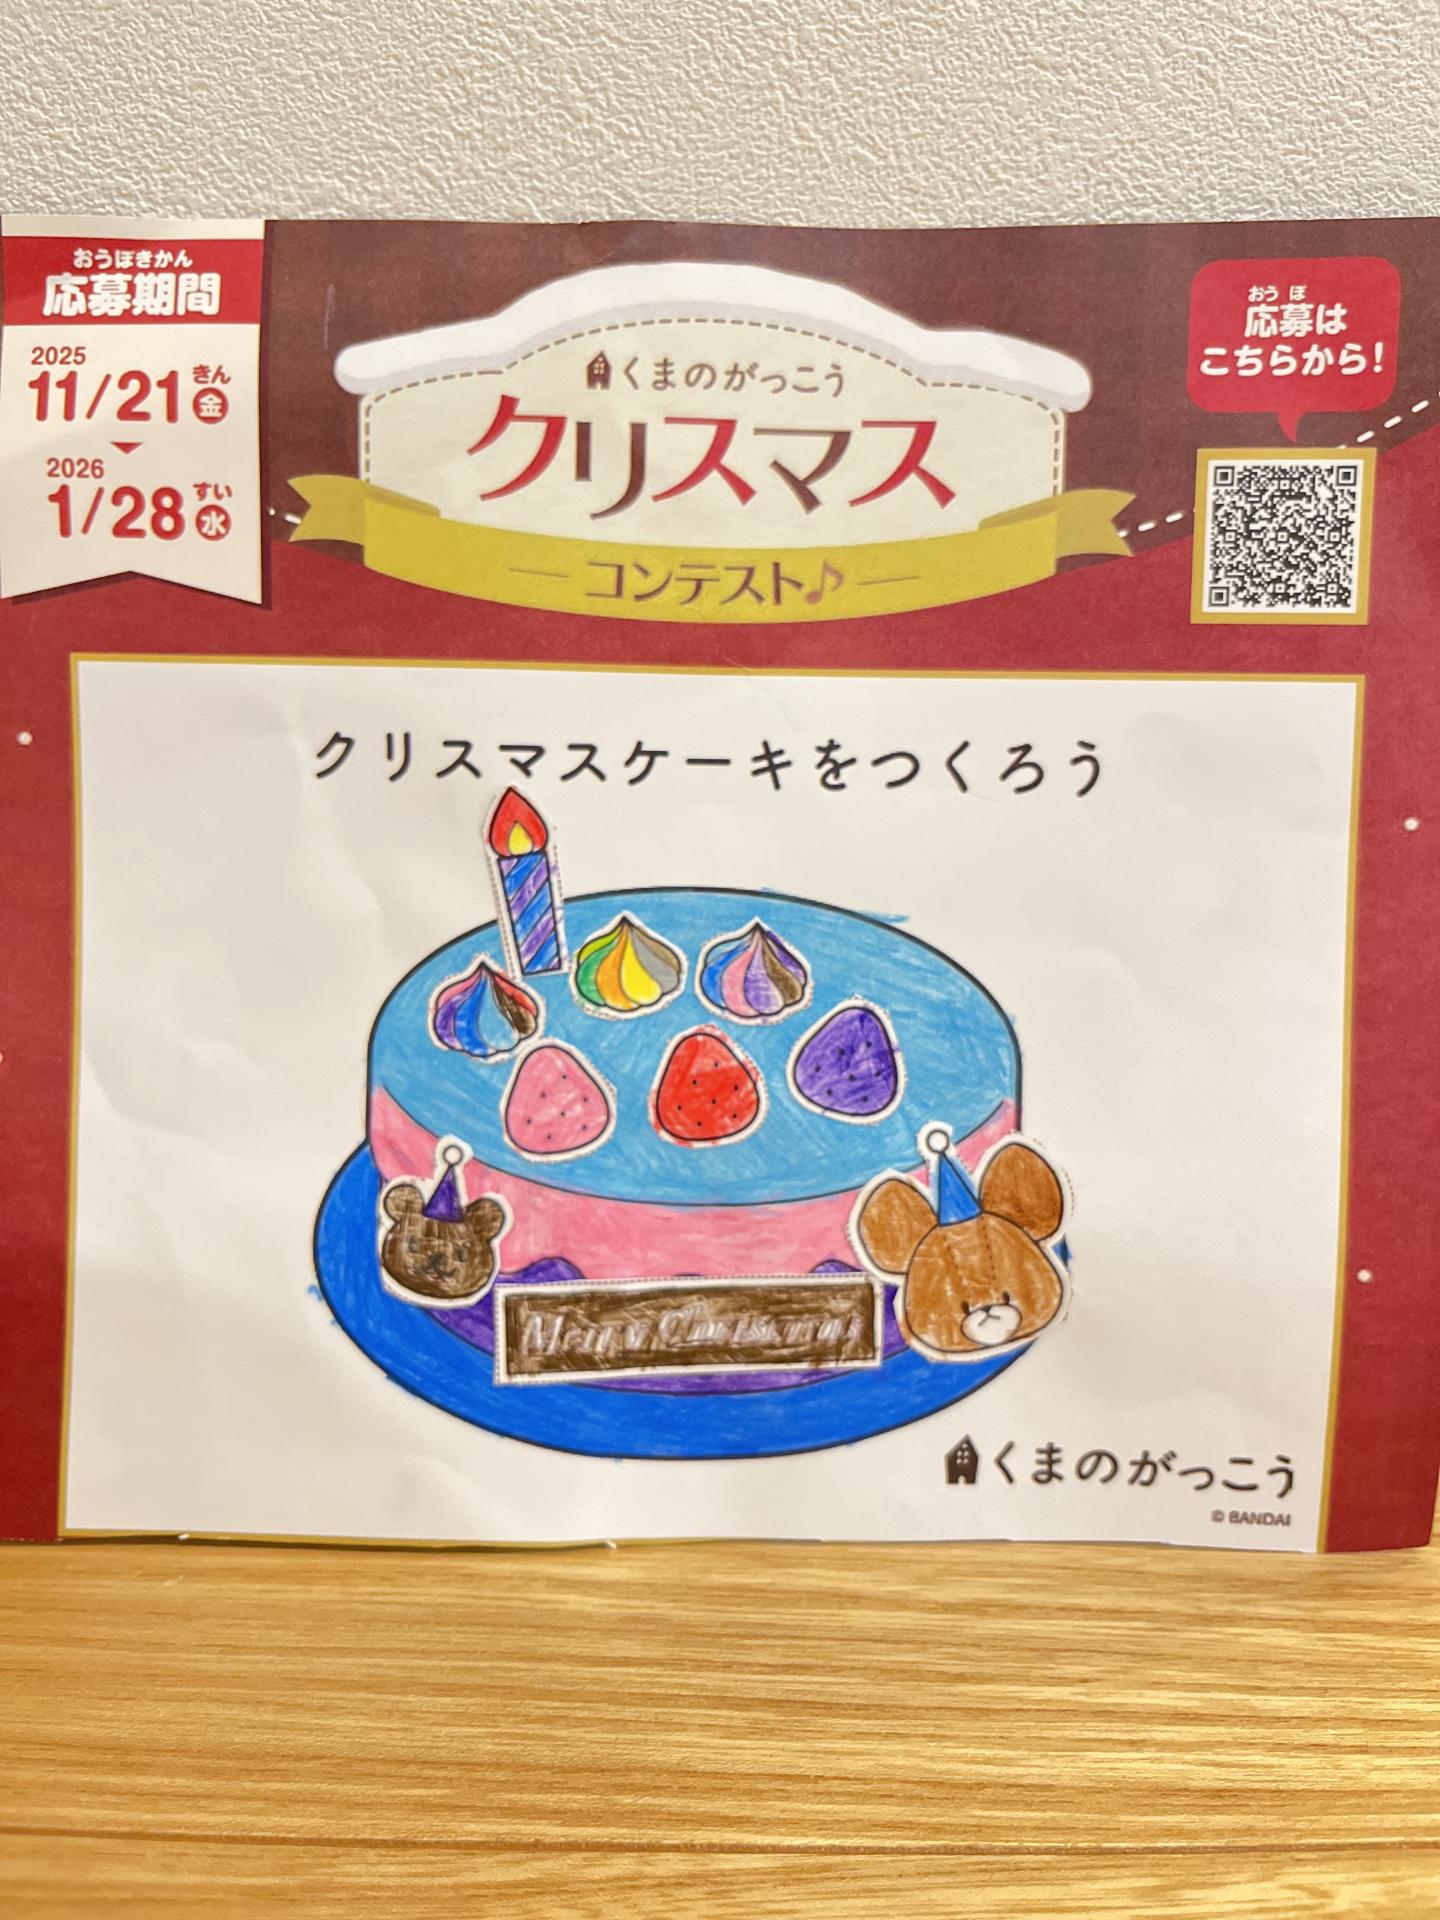 おうぼきかん
応募期間
2025
11/21 きん 金
2026
1/28 すい 水
くまのがっこう
クリスマス
コンテスト♪
おうぼ
応募は
こちらから!
クリスマスケーキをつくろう
Merry Christmas
くまのがっこう
© BANDAI